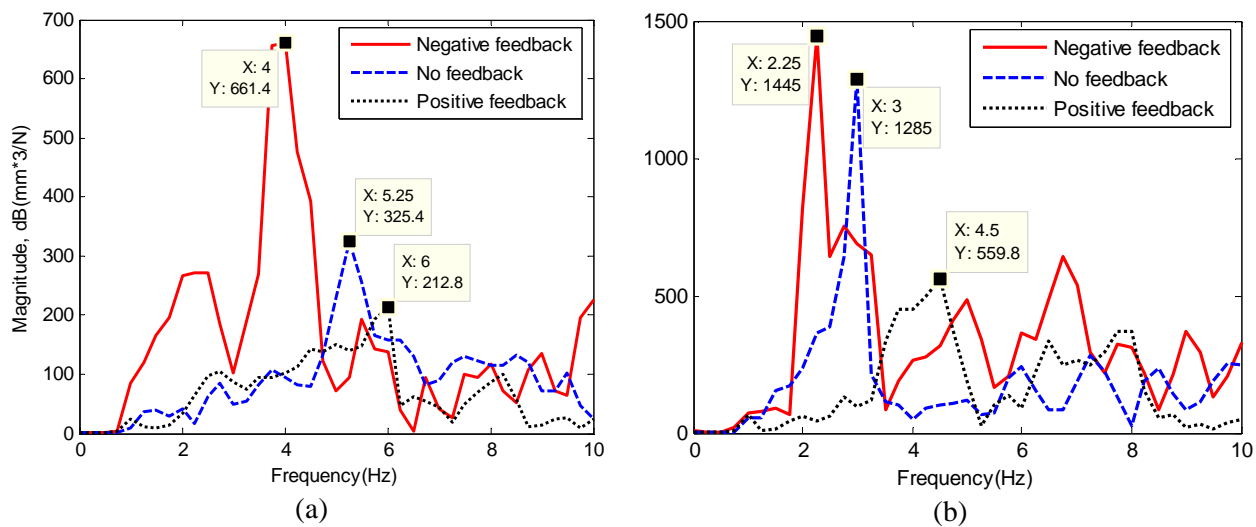 700
600
500
400
300
200
100
0
Magnitude, dB(mm*3/N)
Negative feedback
No feedback
Positive feedback
X: 4
Y: 661.4
X: 5.25
Y: 325.4
X: 6
Y: 212.8
0 2 4 6 8 10
Frequency(Hz)
(a)
1500
1000
500
0
Negative feedback
No feedback
Positive feedback
X: 2.25
Y: 1445
X: 3
Y: 1285
X: 4.5
Y: 559.8
0 2 4 6 8 10
Frequency(Hz)
(b)